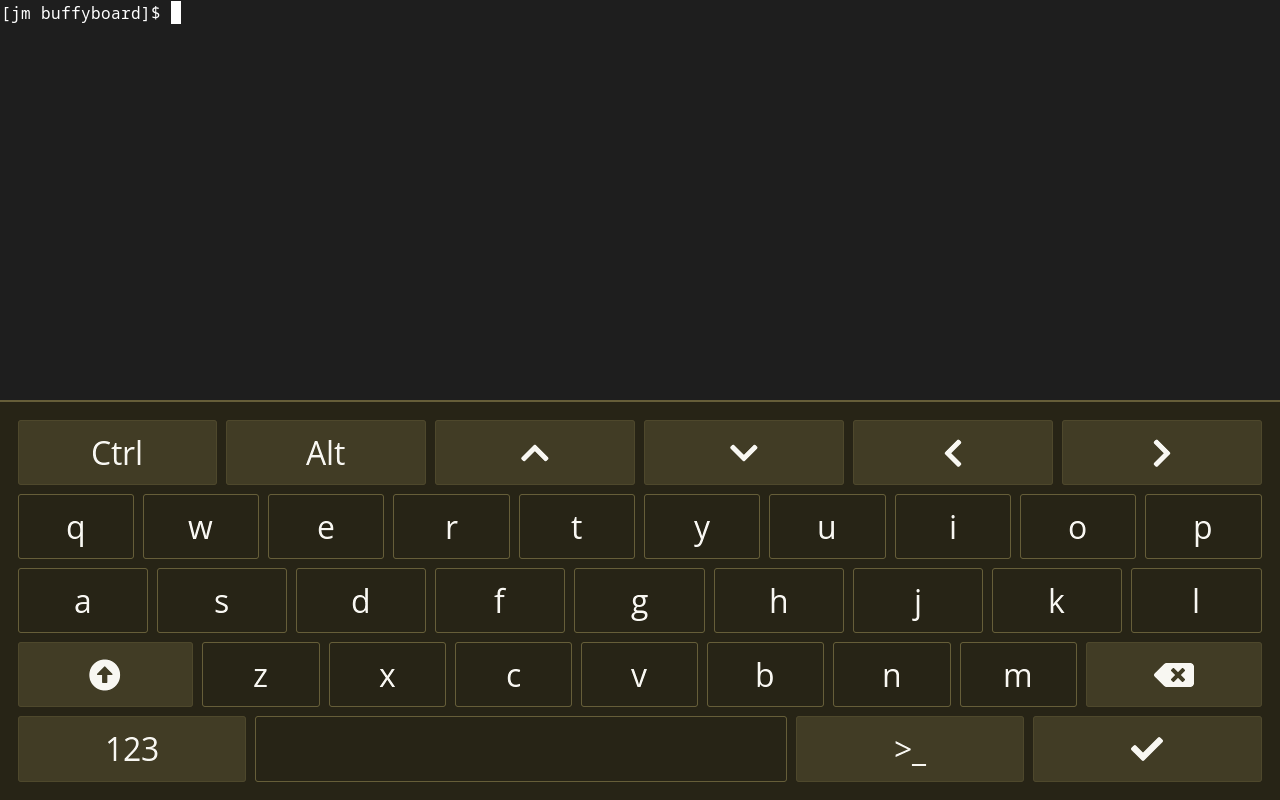 [jm buffyboard]$
Ctrl Alt
q w e r t y u i o p
a s d f g h j k l
z x c v b n m
123 >_